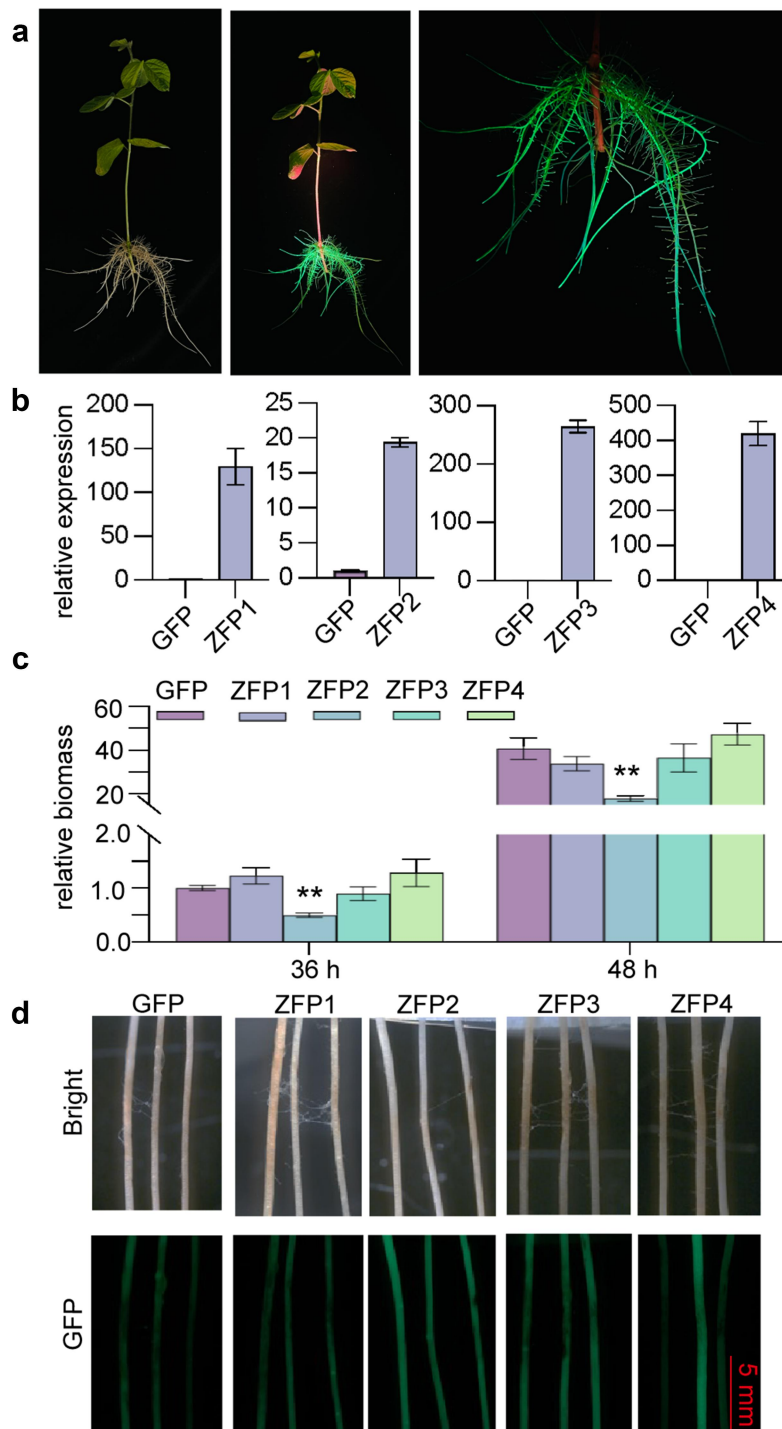 a
b
relative expression
200
150
100
50
0
GFP
ZFP1
25
20
15
10
5
0
GFP
ZFP2
300
200
100
0
GFP
ZFP3
500
400
300
200
100
0
GFP
ZFP4
c
GFP ZFP1 ZFP2 ZFP3 ZFP4
relative biomass
60
40
20
2.0
1.0
0.0
**
**
36 h
48 h
d
GFP ZFP1 ZFP2 ZFP3 ZFP4
Bright
GFP
5 mm